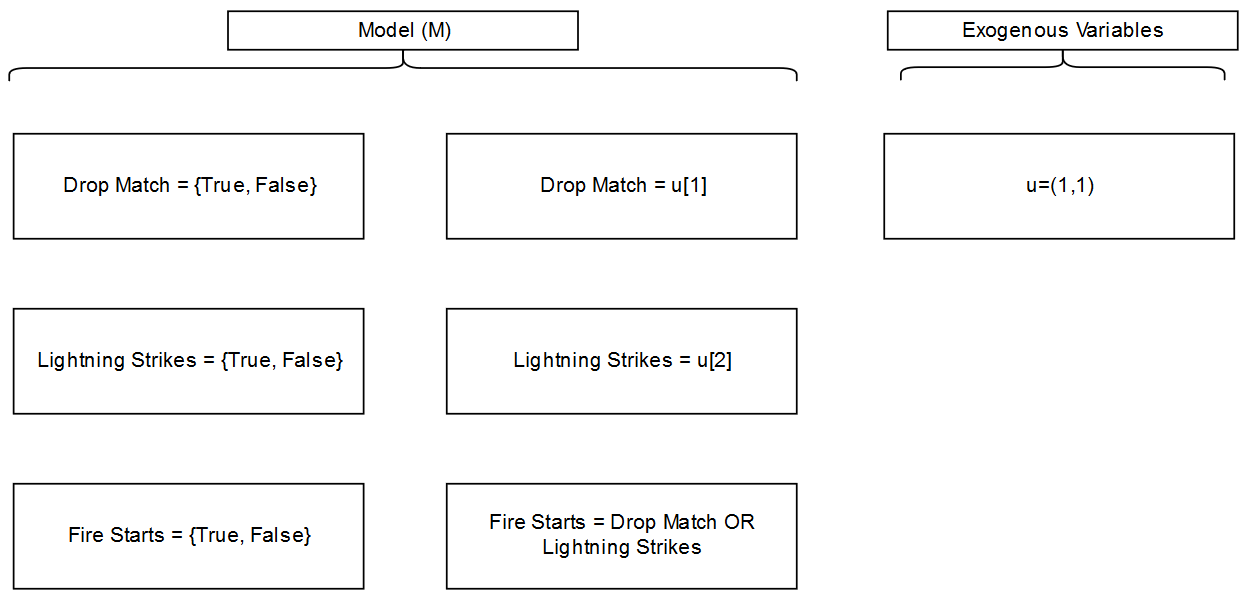 Model (M)
Exogenous Variables
Drop Match = {True, False}
Drop Match = u[1]
u=(1,1)
Lightning Strikes = {True, False}
Lightning Strikes = u[2]
Fire Starts = {True, False}
Fire Starts = Drop Match OR
Lightning Strikes